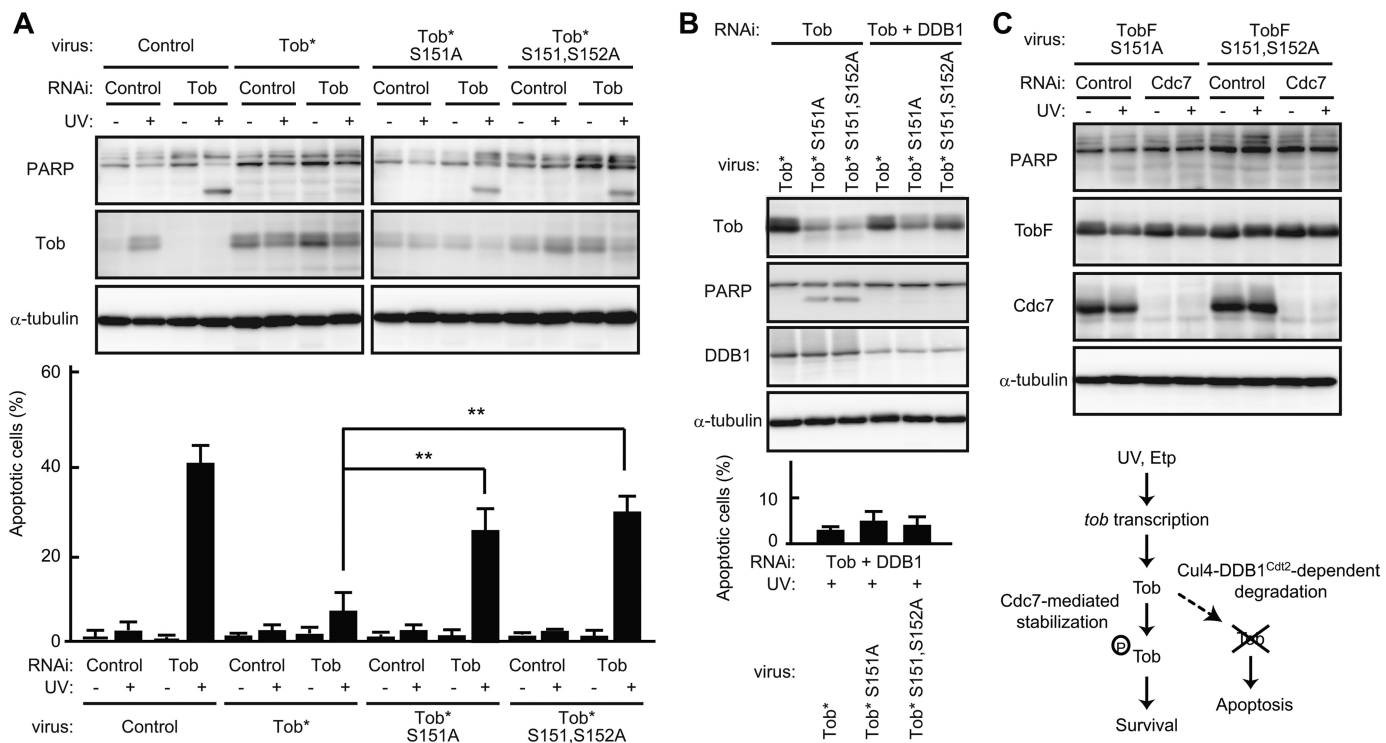 A
virus: Control Tob* Tob* S151A Tob* S151,S152A
RNAi: Control Tob Control Tob Control Tob Control Tob
UV: - + - + - + - + - + - + - + - +
PARP
Tob
α-tubulin
Apoptotic cells (%)
60
40
20
0
**
**
RNAi: Control Tob Control Tob Control Tob Control Tob
UV: - + - + - + - + - + - + - + - +
virus: Control Tob* Tob* S151A Tob* S151,S152A
B
RNAi: Tob Tob + DDB1
virus: Tob* Tob* S151A Tob* S151,S152A Tob* Tob* S151A Tob* S151,S152A
Tob
PARP
DDB1
α-tubulin
Apoptotic cells (%)
10
0
RNAi: Tob + DDB1
UV: + + +
virus: Tob* Tob* S151A Tob* S151,S152A
C
virus: TobF S151A TobF S151,S152A
RNAi: Control Cdc7 Control Cdc7
UV: - + - + - + - +
PARP
TobF
Cdc7
α-tubulin
UV, Etp
tob transcription
Tob
Cul4-DDB1Cdt2-dependent
degradation
Cdc7-mediated
stabilization
P Tob
Tob
Survival
Apoptosis